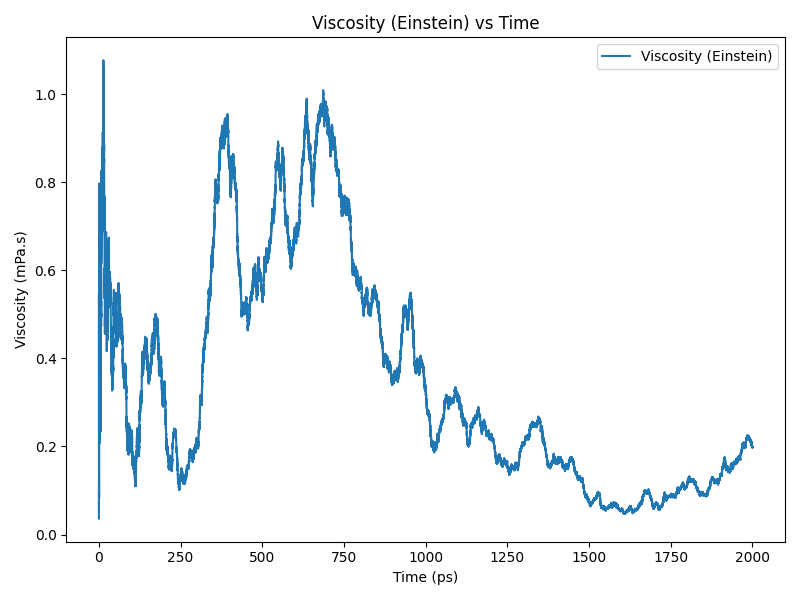 Viscosity (Einstein) vs Time
Viscosity (Einstein)
1.0
0.8
0.6
0.4
0.2
0.0
Viscosity (mPa.s)
0 250 500 750 1000 1250 1500 1750 2000
Time (ps)